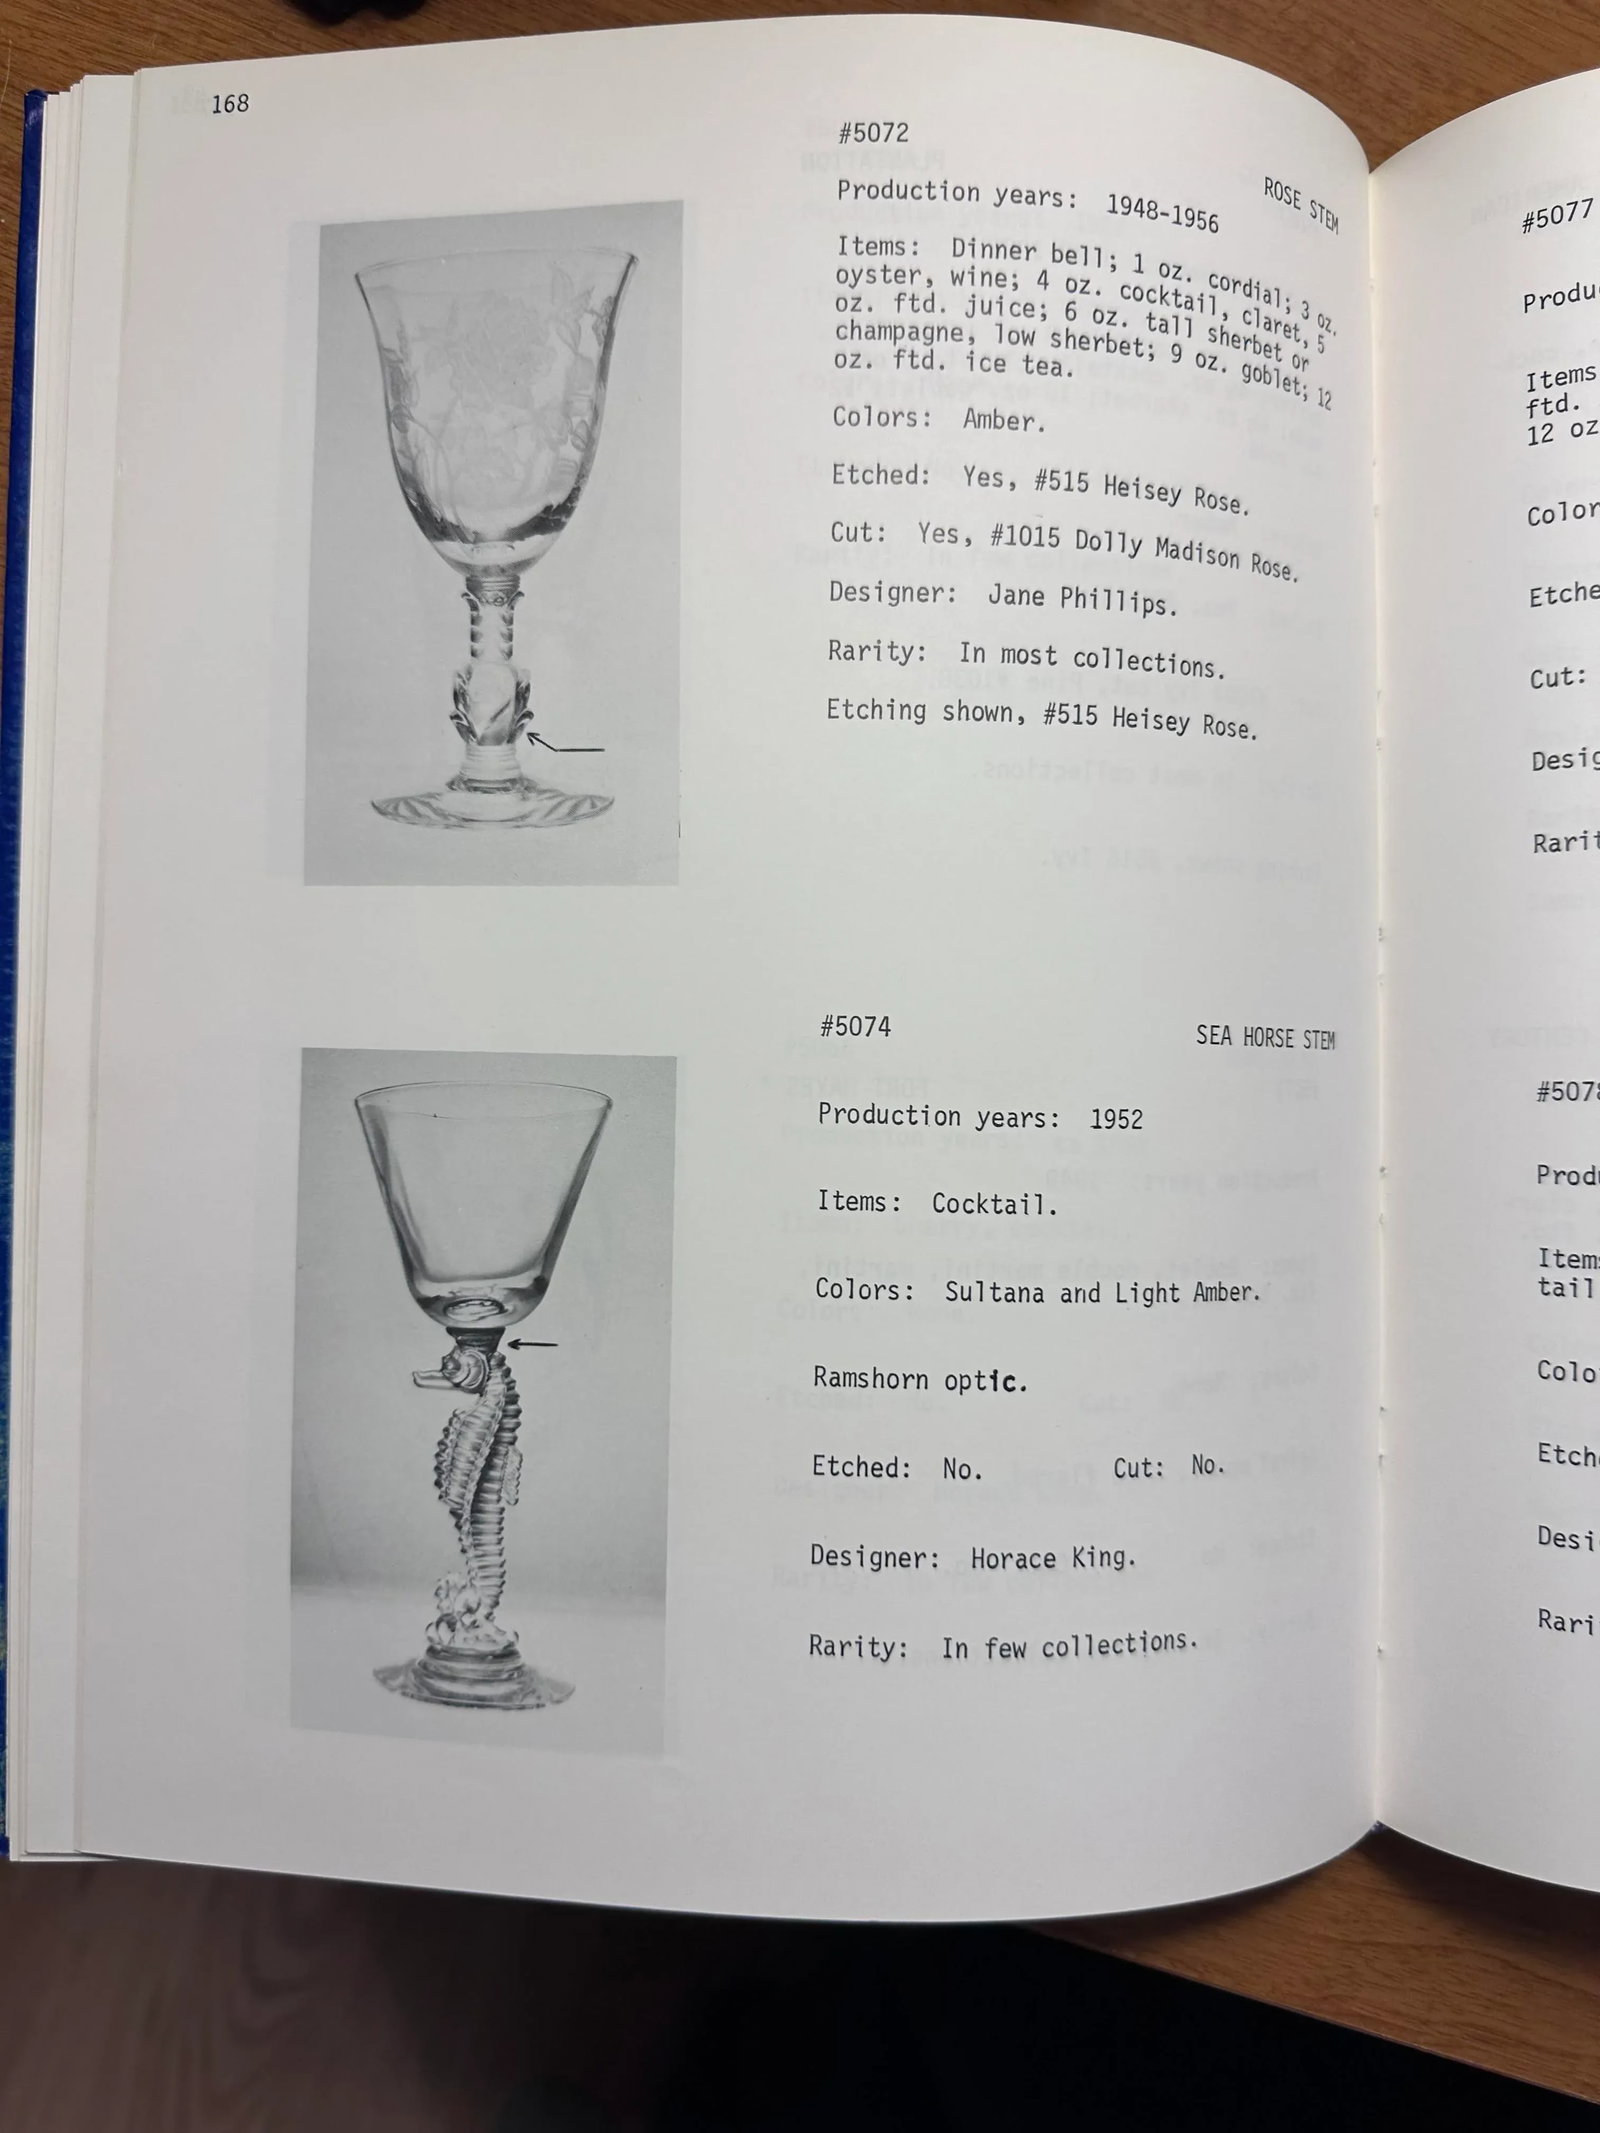 168
#5072
ROSE STEM
Production years: 1948-1956
Items: Dinner bell; 1 oz. cordial; 3 oz.
oyster, wine; 4 oz. cocktail, claret, 5
oz. ftd. juice; 6 oz. tall sherbet or
champagne, low sherbet; 9 oz. goblet; 12
oz. ftd. ice tea.
Colors: Amber.
Etched: Yes, #515 Heisey Rose.
Cut: Yes, #1015 Dolly Madison Rose.
Designer: Jane Phillips.
Rarity: In most collections.
Etching shown, #515 Heisey Rose.
#5074 SEA HORSE STEM
Production years: 1952
Items: Cocktail.
Colors: Sultana and Light Amber.
Ramshorn optic.
Etched: No. Cut: No.
Designer: Horace King.
Rarity: In few collections.
#5077
Produ
Items
ftd.
12 oz
Color
Etche
Cut:
Desig
Rarit
#5078
Produ
Items
tail
Colo
Etch
Desi
Rari